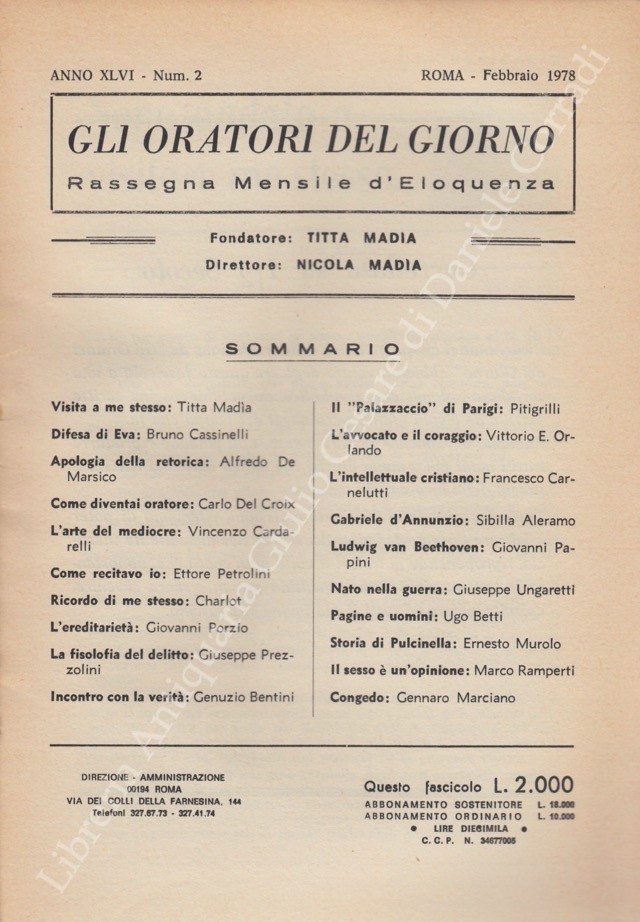 ANNO XLVI - Num. 2
ROMA - Febbraio 1978
GLI ORATORI DEL GIORNO
Rassegna Mensile d'Eloquenza
Fondatore: TITTA MADIA
Direttore: NICOLA MADIA
SOMMARIO
Visita a me stesso: Titta Madìa
Difesa di Eva: Bruno Cassinelli
Apologia della retorica: Alfredo De
Marsico
Come diventai oratore: Carlo Del Croix
L'arte del mediocre: Vincenzo Carda-
relli
Come recitavo io: Ettore Petrolini
Ricordo di me stesso: Charlot
L'ereditarietà: Giovanni Porzio
La fisolofia del delitto: Giuseppe Prez-
zolini
Incontro con la verità: Genuzio Bentini
Il "Palazzaccio" di Parigi: Pitigrilli
L'avvocato e il coraggio: Vittorio E. Or-
lando
L'intellettuale cristiano: Francesco Car-
nelutti
Gabriele d'Annunzio: Sibilla Aleramo
Ludwig van Beethoven: Giovanni Pa-
pini
Nato nella guerra: Giuseppe Ungaretti
Pagine e uomini: Ugo Betti
Storia di Pulcinella: Ernesto Murolo
Il sesso è un'opinione: Marco Ramperti
Congedo: Gennaro Marciano
DIREZIONE - AMMINISTRAZIONE
00194 ROMA
VIA DEI COLLI DELLA FARNESINA, 144
Telefoni 327.67.73 - 327.41.74
Questo fascicolo L. 2.000
ABBONAMENTO SOSTENITORE L. 18.000
ABBONAMENTO ORDINARIO L. 10.000
• LIRE DIECIMILA •
C. C. P. N. 34677005
Libreria Antiquaria Giulio Cesare di Daniele Corradi